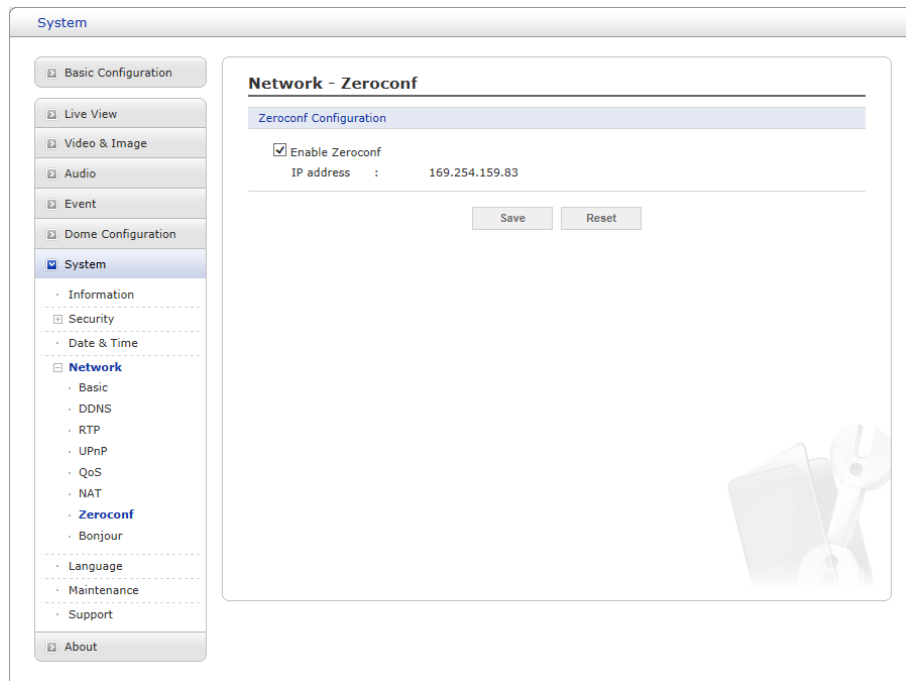 System
Basic Configuration
Live View
Video & Image
Audio
Event
Dome Configuration
System
Information
Security
Date & Time
Network
Basic
DDNS
RTP
UPnP
QoS
NAT
Zeroconf
Bonjour
Language
Maintenance
Support
About
Network - Zeroconf
Zeroconf Configuration
Enable Zeroconf
IP address : 169.254.159.83
Save Reset